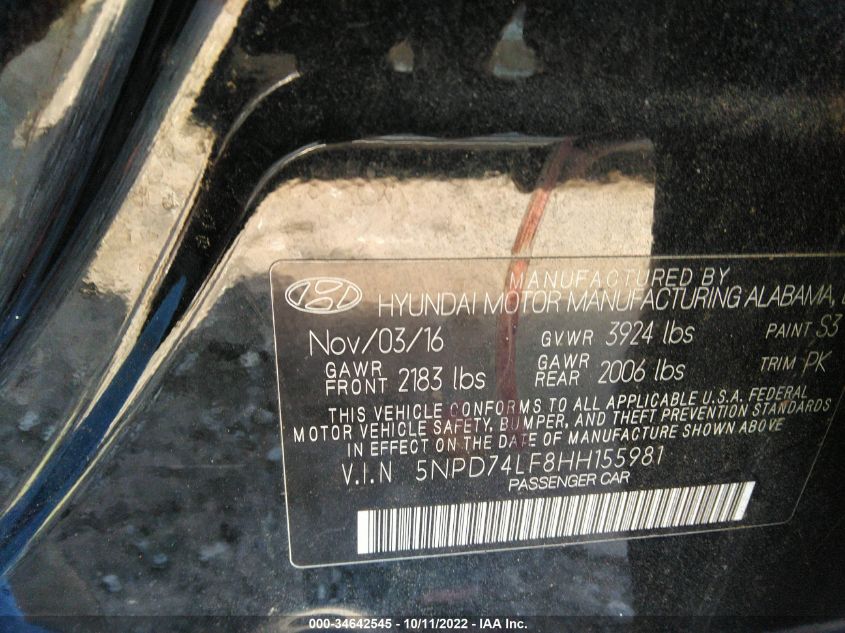 MANUFACTURED BY
HYUNDAI MOTOR MANUFACTURING ALABAMA,
Nov/03/16 GVWR 3924 lbs PAINT S3
GAWR FRONT 2183 lbs GAWR REAR 2006 lbs TRIM PK
THIS VEHICLE CONFORMS TO ALL APPLICABLE U.S.A. FEDERAL
MOTOR VEHICLE SAFETY, BUMPER, AND THEFT PREVENTION STANDARDS
IN EFFECT ON THE DATE OF MANUFACTURE SHOWN ABOVE
V.I.N 5NPD74LF8HH155981
PASSENGER CAR
000-34642545 - 10/11/2022 - IAA Inc.